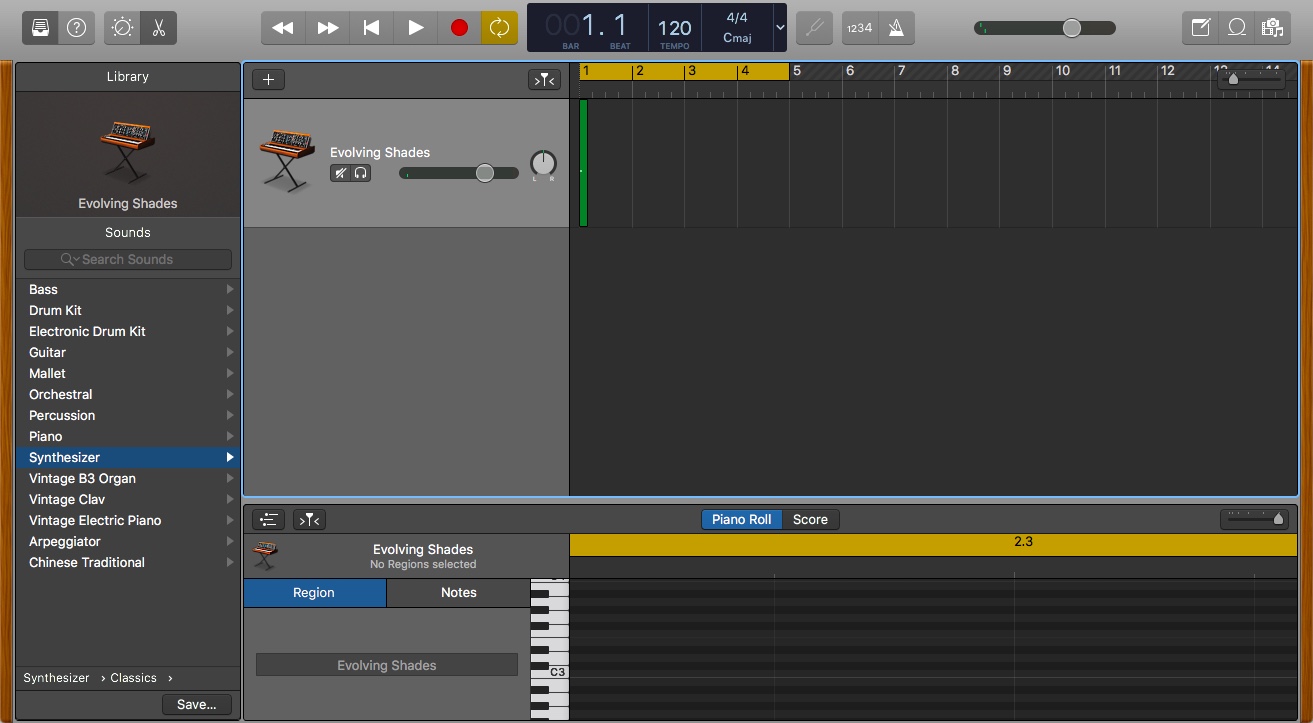 001. 1
BAR
BEAT
120
TEMPO
4/4
Cmaj
1234
Library
Evolving Shades
Sounds
Search Sounds
Bass
Drum Kit
Electronic Drum Kit
Guitar
Mallet
Orchestral
Percussion
Piano
Synthesizer
Vintage B3 Organ
Vintage Clav
Vintage Electric Piano
Arpeggiator
Chinese Traditional
Synthesizer > Classics >
Save...
1 2 3 4 5 6 7 8 9 10 11 12 13 14
Evolving Shades
L R
Piano Roll
Score
Evolving Shades
No Regions selected
2.3
Region
Notes
Evolving Shades
C3